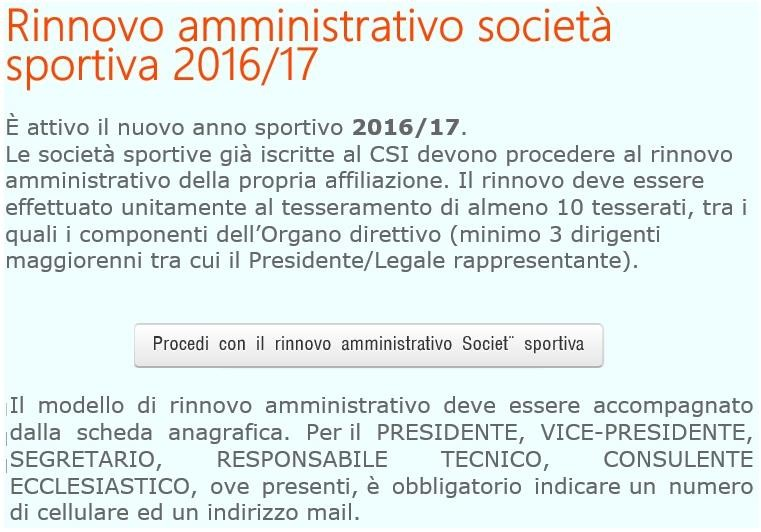 Rinnovo amministrativo società
sportiva 2016/17
È attivo il nuovo anno sportivo 2016/17.
Le società sportive già iscritte al CSI devono procedere al rinnovo
amministrativo della propria affiliazione. Il rinnovo deve essere
effettuato unitamente al tesseramento di almeno 10 tesserati, tra i
quali i componenti dell’Organo direttivo (minimo 3 dirigenti
maggiorenni tra cui il Presidente/Legale rappresentante).
Procedi con il rinnovo amministrativo Societ¨ sportiva
Il modello di rinnovo amministrativo deve essere accompagnato
dalla scheda anagrafica. Per il PRESIDENTE, VICE-PRESIDENTE,
SEGRETARIO, RESPONSABILE TECNICO, CONSULENTE
ECCLESIASTICO, ove presenti, è obbligatorio indicare un numero
di cellulare ed un indirizzo mail.